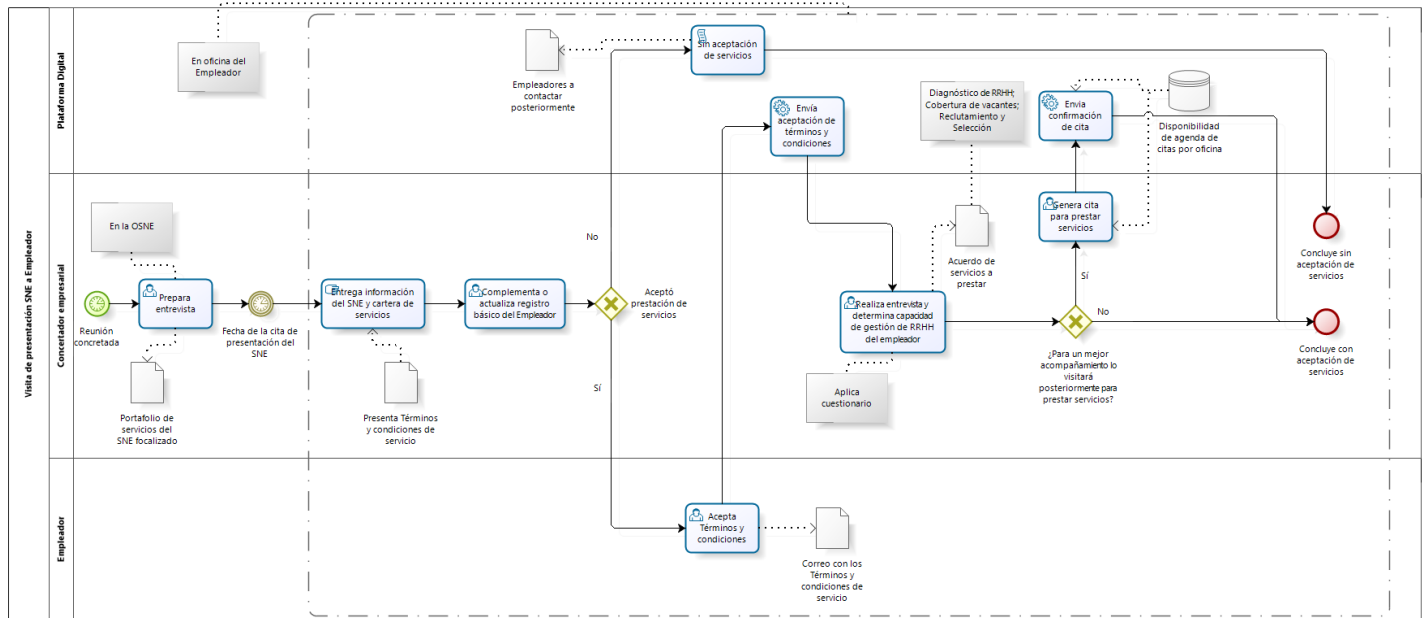 Visita de presentación SNE a Empleador
Plataforma Digital
En oficina del
Empleador
Empleadores a
contactar
posteriormente
Sin aceptación
de servicios
Envía
aceptación de
términos y
condiciones
Diagnóstico de RRHH;
Cobertura de vacantes;
Reclutamiento y
Selección
Envia
confirmación
de cita
Disponibilidad
de agenda de
citas por oficina
Concertador empresarial
En la OSNE
Reunión
concretada
Prepara
entrevista
Portafolio de
servicios del
SNE focalizado
Fecha de la cita de
presentación del
SNE
Entrega información
del SNE y cartera de
servicios
Presenta Términos
y condiciones de
servicio
Complementa o
actualiza registro
básico del Empleador
No
Aceptó
prestación de
servicios
Sí
Realiza entrevista y
determina capacidad
de gestión de RRHH
del empleador
Aplica
cuestionario
Acuerdo de
servicios a
prestar
Genera cita
para prestar
servicios
Sí
No
¿Para un mejor
acompañamiento lo
visitará
posteriormente para
prestar servicios?
Concluye sin
aceptación de
servicios
Concluye con
aceptación de
servicios
Empleador
Acepta
Términos y
condiciones
Correo con los
Términos y
condiciones de
servicio